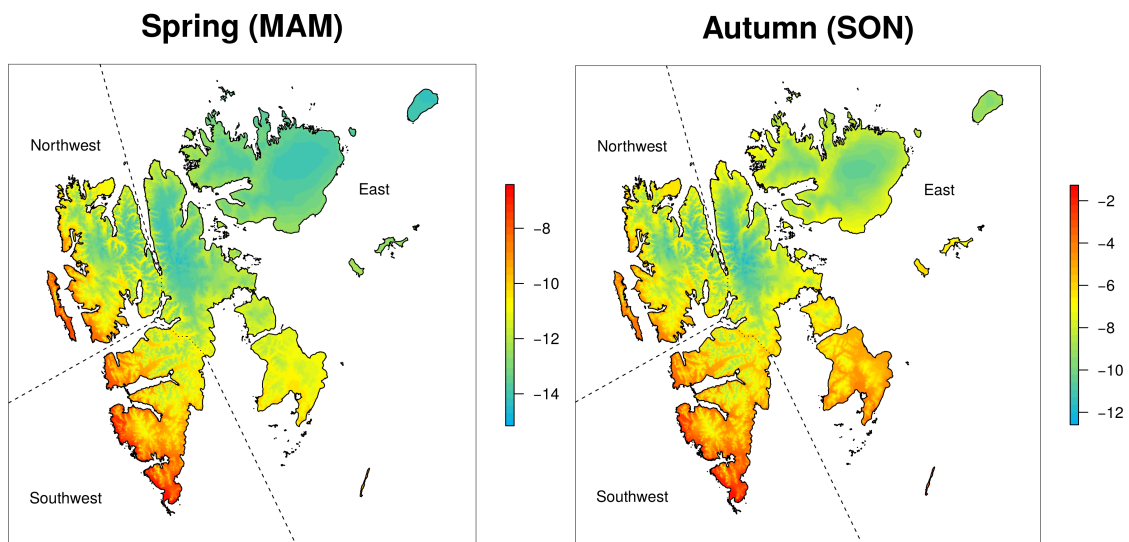 Spring (MAM)
Northwest
East
Southwest
−8
−10
−12
−14
Autumn (SON)
Northwest
East
Southwest
−2
−4
−6
−8
−10
−12